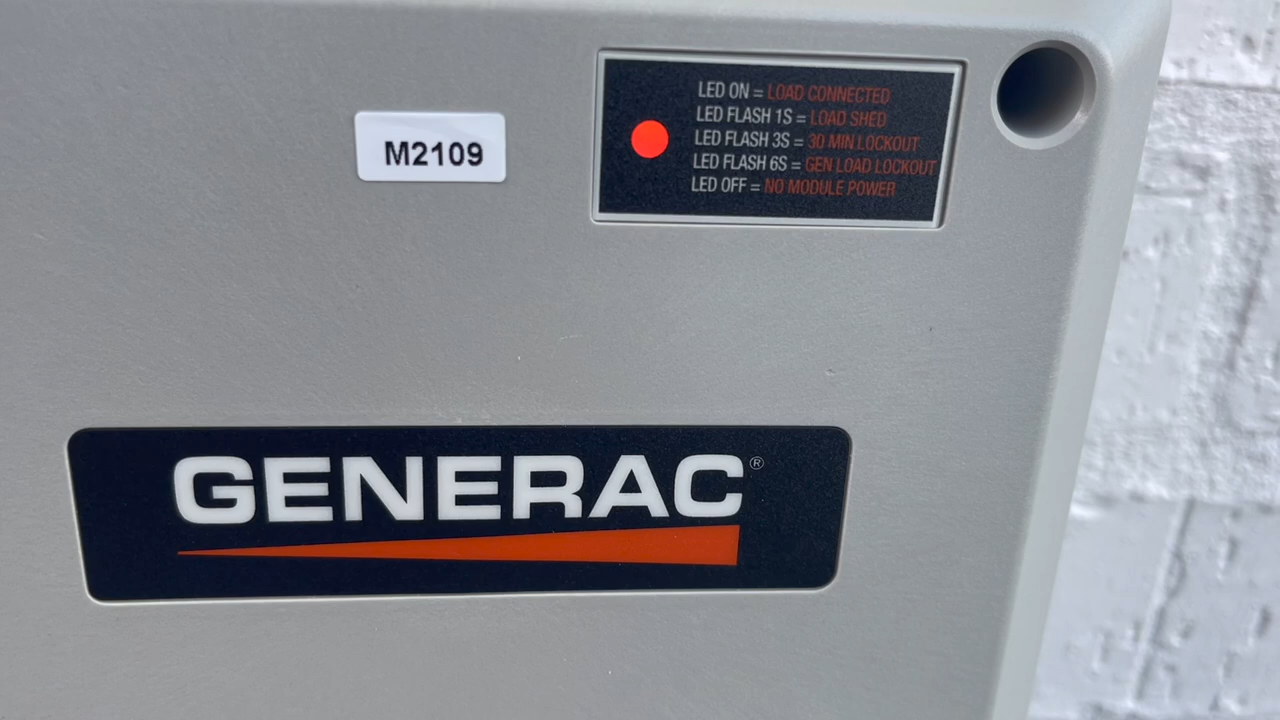 M2109
LED ON = LOAD CONNECTED
LED FLASH 1S = LOAD SHED
LED FLASH 3S = 30 MIN LOCKOUT
LED FLASH 6S = GEN LOAD LOCKOUT
LED OFF = NO MODULE POWER
GENERAC®